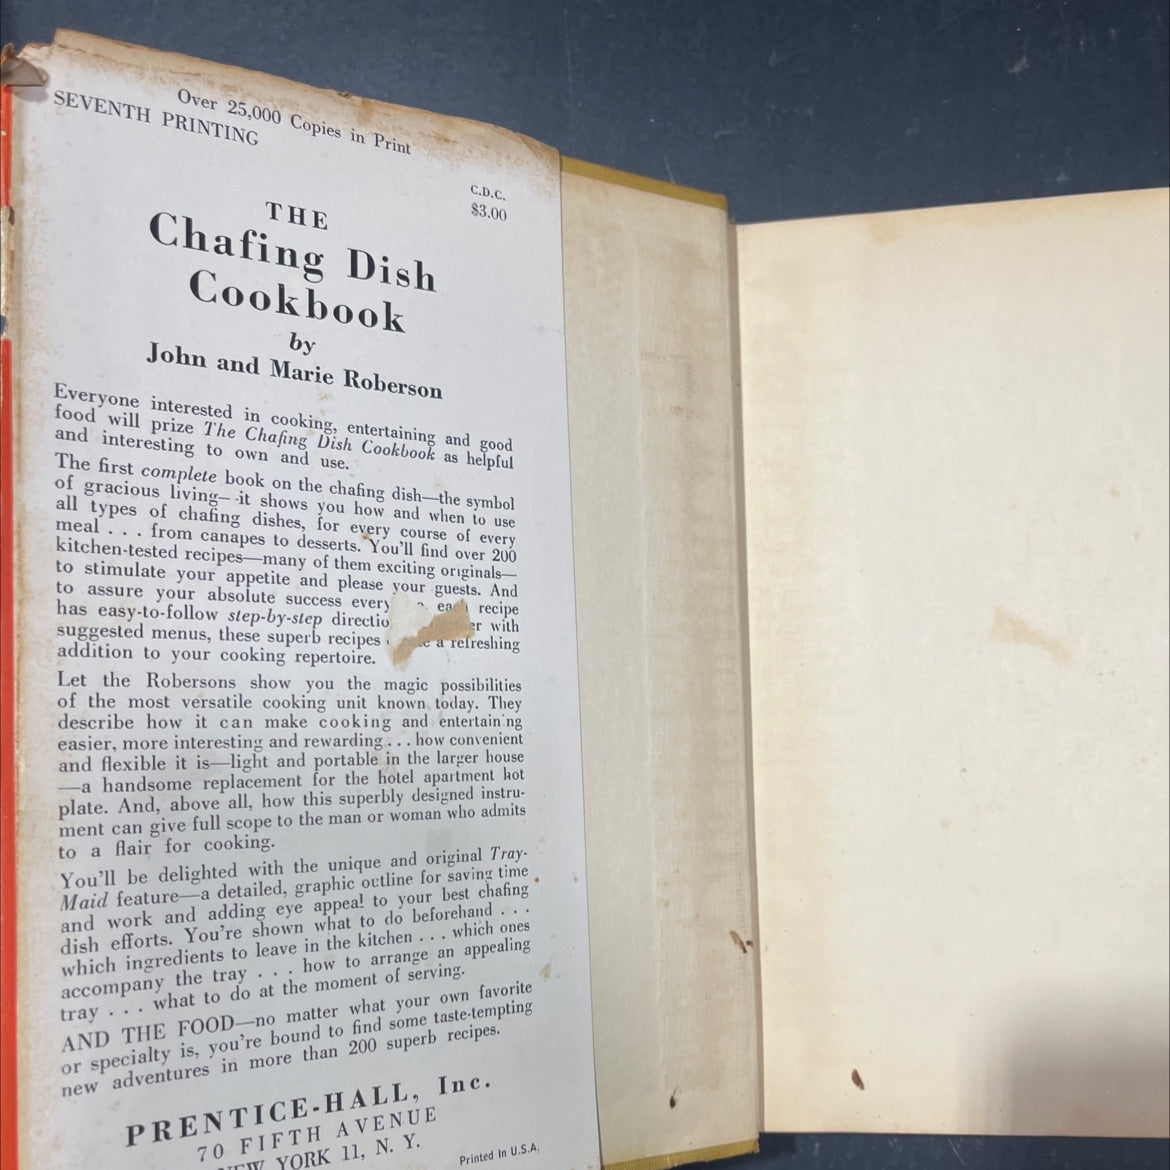 Over 25,000 Copies in Print
SEVENTH PRINTING
C.D.C.
$3.00
THE
Chafing Dish
Cookbook
by
John and Marie Roberson
Everyone interested in cooking, entertaining and good
food will prize The Chafing Dish Cookbook as helpful
and interesting to own and use.
The first complete book on the chafing dish—the symbol
of gracious living—it shows you how and when to use
all types of chafing dishes, for every course of every
meal . . . from canapes to desserts. You'll find over 200
kitchen-tested recipes—many of them exciting originals—
to stimulate your appetite and please your guests. And
to assure your absolute success every recipe
has easy-to-follow step-by-step with
suggested menus, these superb recipes a refreshing
addition to your cooking repertoire.
Let the Robersons show you the magic possibilities
of the most versatile cooking unit known today. They
describe how it can make cooking and entertaining
easier, more interesting and rewarding . . . how convenient
and flexible it is—light and portable in the larger house
—a handsome replacement for the hotel apartment hot
plate. And, above all, how this superbly designed instru-
ment can give full scope to the man or woman who admits
to a flair for cooking.
You'll be delighted with the unique and original Tray-
Maid feature—a detailed, graphic outline for saving time
and work and adding eye appeal to your best chafing
dish efforts. You're shown what to do beforehand . . .
which ingredients to leave in the kitchen . . . which ones
accompany the tray . . . how to arrange an appealing
tray . . . what to do at the moment of serving.
AND THE FOOD—no matter what your own favorite
or specialty is, you're bound to find some taste-tempting
new adventures in more than 200 superb recipes.
PRENTICE-HALL, Inc.
70 FIFTH AVENUE
NEW YORK 11, N. Y.
Printed In U.S.A.